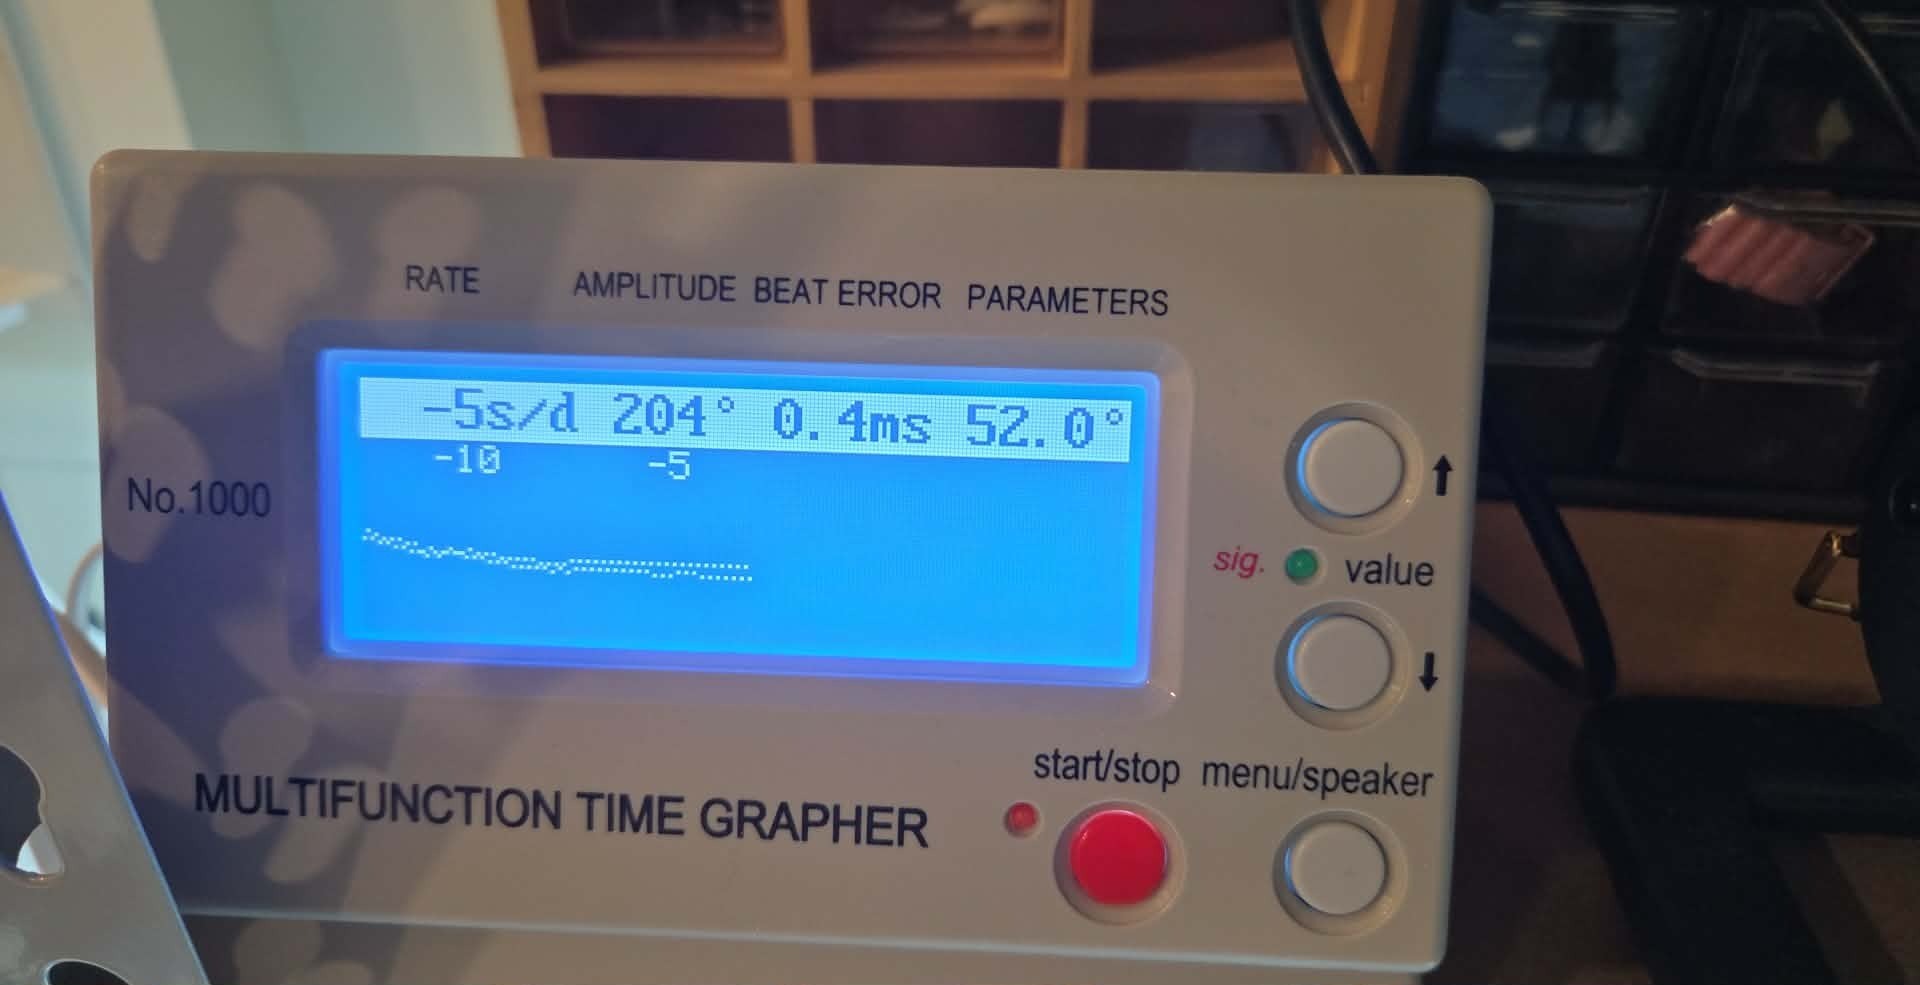 RATE AMPLITUDE BEAT ERROR PARAMETERS
-5s/d 204° 0.4ms 52.0°
-10 -5
No.1000
sig. value
start/stop menu/speaker
MULTIFUNCTION TIME GRAPHER